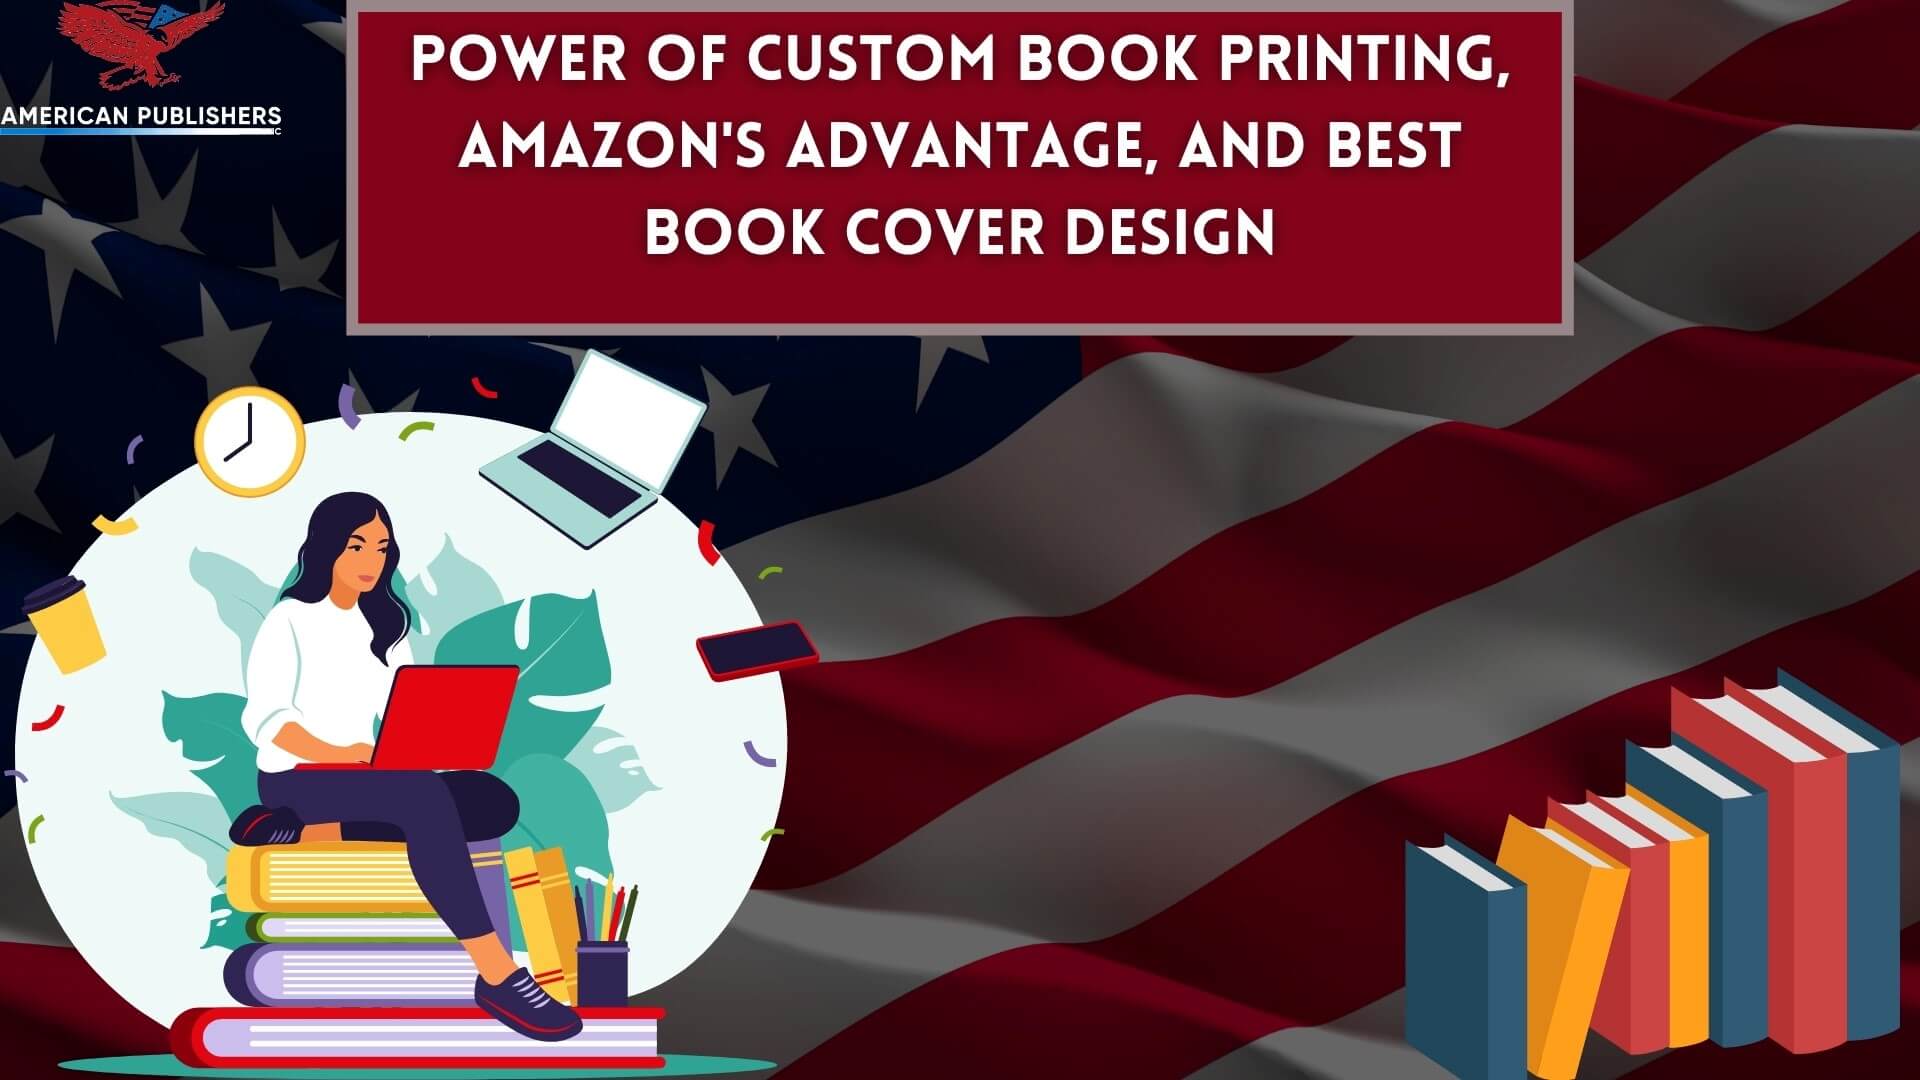 AMERICAN PUBLISHERS
POWER OF CUSTOM BOOK PRINTING,
AMAZON'S ADVANTAGE, AND BEST
BOOK COVER DESIGN